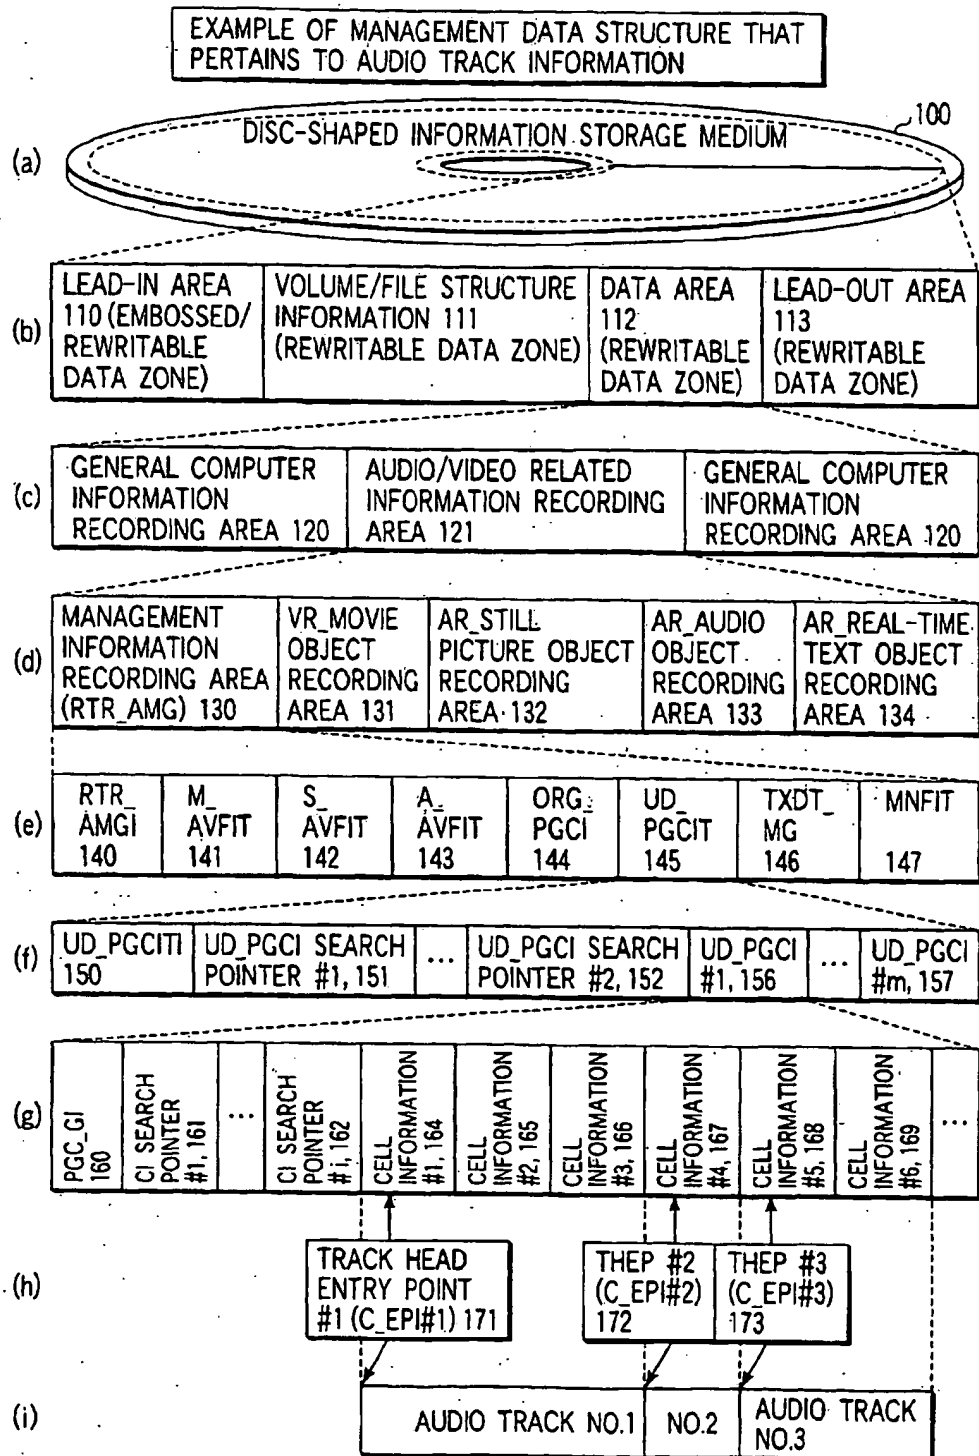 EXAMPLE OF MANAGEMENT DATA STRUCTURE THAT
PERTAINS TO AUDIO TRACK INFORMATION
100
(a)
DISC-SHAPED INFORMATION STORAGE MEDIUM
(b)
LEAD-IN AREA
110 (EMBOSSED/
REWRITABLE
DATA ZONE)
VOLUME/FILE STRUCTURE
INFORMATION 111
(REWRITABLE DATA ZONE)
DATA AREA
112
(REWRITABLE
DATA ZONE)
LEAD-OUT AREA
113
(REWRITABLE
DATA ZONE)
(c)
GENERAL COMPUTER
INFORMATION
RECORDING AREA 120
AUDIO/VIDEO RELATED
INFORMATION RECORDING
AREA 121
GENERAL COMPUTER
INFORMATION
RECORDING AREA 120
(d)
MANAGEMENT
INFORMATION
RECORDING AREA
(RTR_AMG) 130
VR_MOVIE
OBJECT
RECORDING
AREA 131
AR_STILL
PICTURE OBJECT
RECORDING
AREA 132
AR_AUDIO
OBJECT
RECORDING
AREA 133
AR_REAL-TIME
TEXT OBJECT
RECORDING
AREA 134
(e)
RTR_
AMGI
140
M_
AVFIT
141
S_
AVFIT
142
A_
AVFIT
143
ORG_
PGCI
144
UD_
PGCIT
145
TXDT_
MG
146
MNFIT
147
(f)
UD_PGCITI
150
UD_PGCI SEARCH
POINTER #1, 151
...
UD_PGCI SEARCH
POINTER #2, 152
UD_PGCI
#1, 156
...
UD_PGCI
#m, 157
(g)
PGC_GI
160
CI SEARCH
POINTER
#1, 161
...
CI SEARCH
POINTER
#i, 162
CELL
INFORMATION
#1, 164
CELL
INFORMATION
#2, 165
CELL
INFORMATION
#3, 166
CELL
INFORMATION
#4, 167
CELL
INFORMATION
#5, 168
CELL
INFORMATION
#6, 169
...
(h)
TRACK HEAD
ENTRY POINT
#1 (C_EPI#1) 171
THEP #2
(C_EPI#2)
172
THEP #3
(C_EPI#3)
173
(i)
AUDIO TRACK NO.1
NO.2
AUDIO TRACK
NO.3